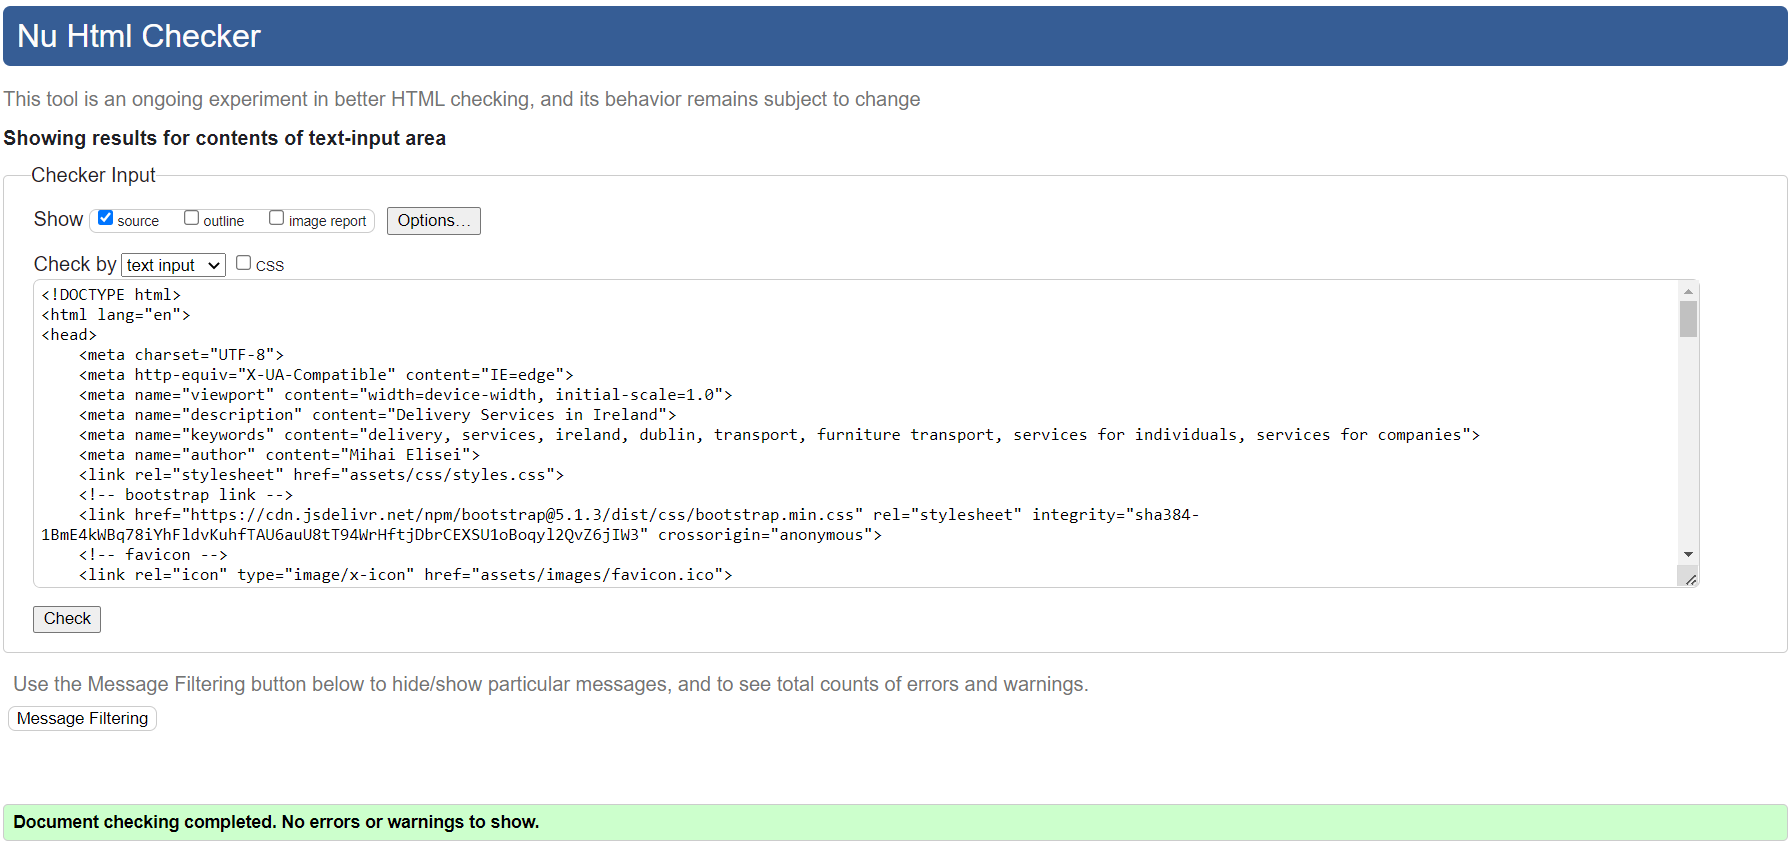 Nu Html Checker
This tool is an ongoing experiment in better HTML checking, and its behavior remains subject to change
Showing results for contents of text-input area
Checker Input
Show source outline image report Options...
Check by text input CSS
<!DOCTYPE html>
<html lang="en">
<head>
    <meta charset="UTF-8">
    <meta http-equiv="X-UA-Compatible" content="IE=edge">
    <meta name="viewport" content="width=device-width, initial-scale=1.0">
    <meta name="description" content="Delivery Services in Ireland">
    <meta name="keywords" content="delivery, services, ireland, dublin, transport, furniture transport, services for individuals, services for companies">
    <meta name="author" content="Mihai Elisei">
    <link rel="stylesheet" href="assets/css/styles.css">
    <!-- bootstrap link -->
    <link href="https://cdn.jsdelivr.net/npm/bootstrap@5.1.3/dist/css/bootstrap.min.css" rel="stylesheet" integrity="sha384-
1BmE4kWBq78iYhFldvKuhfTAU6auU8tT94WrHftjDbrCEXSU1oBoqyl2QvZ6jIW3" crossorigin="anonymous">
    <!-- favicon -->
    <link rel="icon" type="image/x-icon" href="assets/images/favicon.ico">
Check
Use the Message Filtering button below to hide/show particular messages, and to see total counts of errors and warnings.
Message Filtering
Document checking completed. No errors or warnings to show.